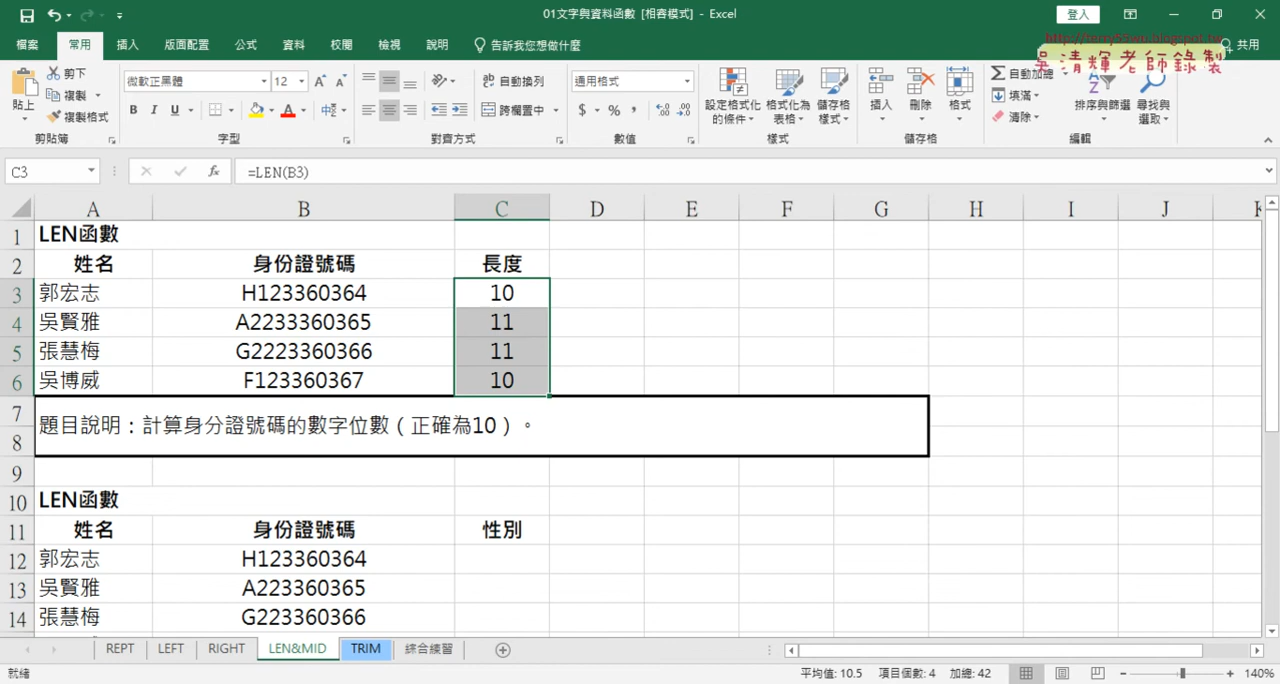 01文字與資料函數 [相容模式] - Excel
登入
檔案 常用 插入 版面配置 公式 資料 校閱 檢視 說明 告訴我您想做什麼 共用
http://terry55wu.blogspot.tw
吳清輝老師錄製
貼上 剪下 複製 複製格式 剪貼簿
微軟正黑體 12 B I U A 中 字型
自動換列 跨欄置中 對齊方式
通用格式 $ % , 數值
設定格式化的條件 格式化為表格 儲存格樣式 樣式
插入 刪除 格式 儲存格
自動加總 填滿 清除 排序與篩選 尋找與選取 編輯
C3 fx =LEN(B3)
A B C D E F G H I J K
1 LEN函數
2 姓名 身份證號碼 長度
3 郭宏志 H123360364 10
4 吳賢雅 A2233360365 11
5 張慧梅 G2223360366 11
6 吳博威 F123360367 10
7 題目說明：計算身分證號碼的數字位數（正確為10）。
8
9
10 LEN函數
11 姓名 身份證號碼 性別
12 郭宏志 H123360364
13 吳賢雅 A223360365
14 張慧梅 G223360366
REPT LEFT RIGHT LEN&MID TRIM 綜合練習
就緒 平均值: 10.5 項目個數: 4 加總: 42 140%